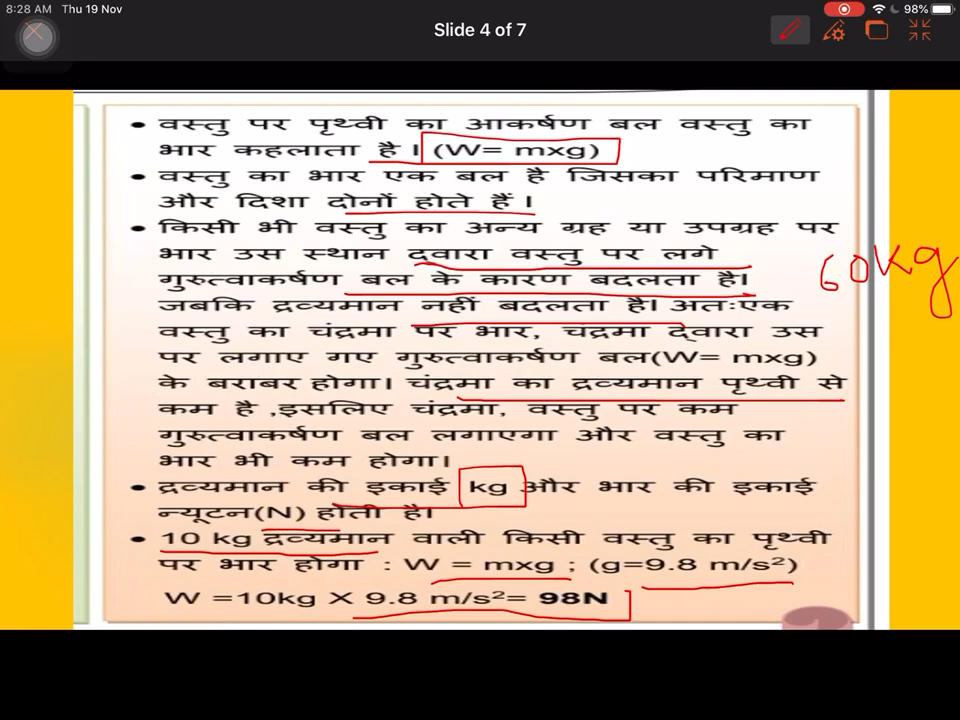 8:28 AM Thu 19 Nov
98%
Slide 4 of 7
• वस्तु पर पृथ्वी का आकर्षण बल वस्तु का
भार कहलाता है। (W= mxg)
• वस्तु का भार एक बल है जिसका परिमाण
और दिशा दोनों होते हैं ।
• किसी भी वस्तु का अन्य ग्रह या उपग्रह पर
भार उस स्थान दवारा वस्तु पर लगे
गुरुत्वाकर्षण बल के कारण बदलता है।
जबकि द्रव्यमान नहीं बदलता है। अतःएक
वस्तु का चंद्रमा पर भार, चंद्रमा द्वारा उस
पर लगाए गए गुरुत्वाकर्षण बल(W= mxg)
के बराबर होगा। चंद्रमा का द्रव्यमान पृथ्वी से
कम है ,इसलिए चंद्रमा, वस्तु पर कम
गुरुत्वाकर्षण बल लगाएगा और वस्तु का
भार भी कम होगा।
• द्रव्यमान की इकाई kg और भार की इकाई
न्यूटन(N) होती है।
• 10 kg द्रव्यमान वाली किसी वस्तु का पृथ्वी
पर भार होगा : W = mxg ; (g=9.8 m/s²)
W =10kg X 9.8 m/s²= 98N
60kg